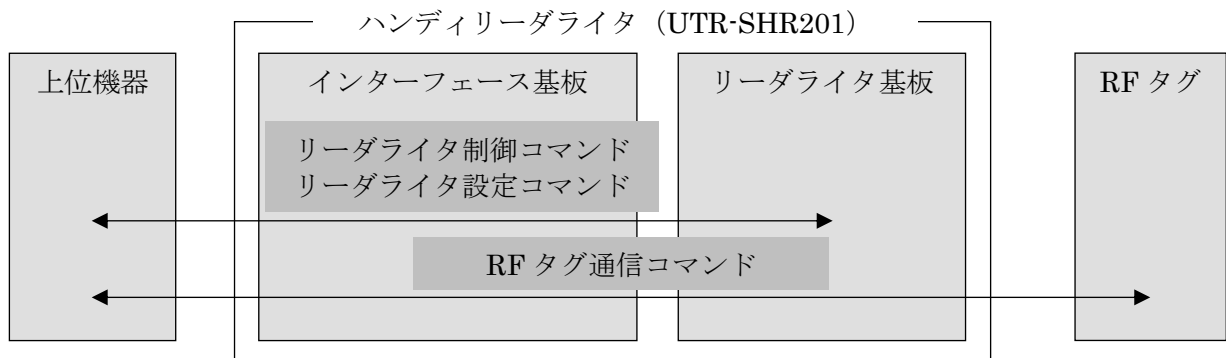 ハンディリーダライタ（UTR-SHR201）
上位機器
インターフェース基板
リーダライタ基板
RF タグ
リーダライタ制御コマンド
リーダライタ設定コマンド
RF タグ通信コマンド